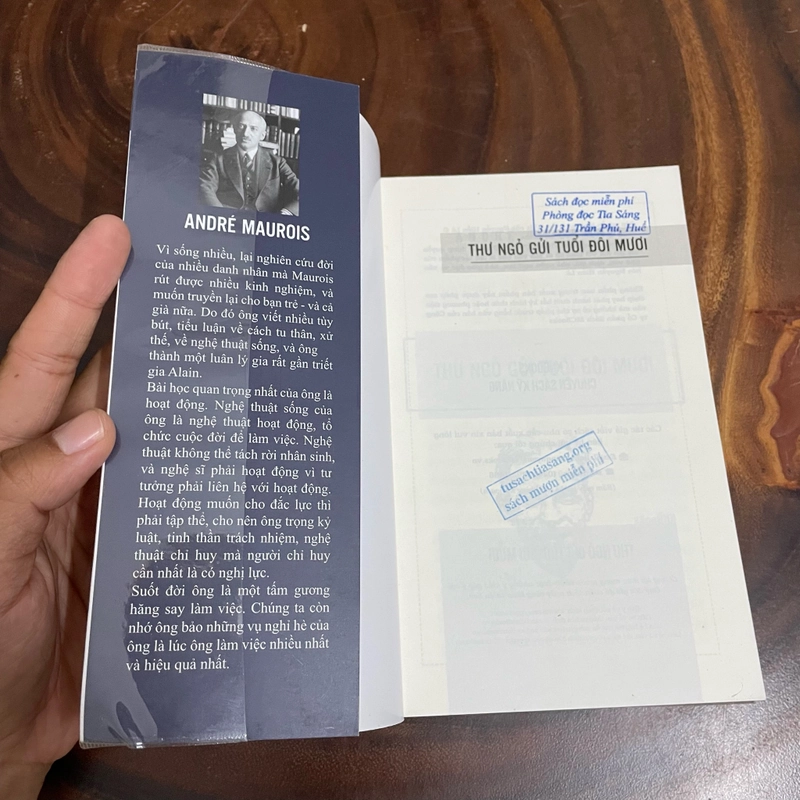 ANDRÉ MAUROIS
Vì sống nhiều, lại nghiên cứu đời
của nhiều danh nhân mà Maurois
rút được nhiều kinh nghiệm, và
muốn truyền lại cho bạn trẻ - và cả
già nữa. Do đó ông viết nhiều tùy
bút, tiểu luận về cách tu thân, xử
thế, về nghệ thuật sống, và ông
thành một luân lý gia rất gần triết
gia Alain.
Bài học quan trọng nhất của ông là
hoạt động. Nghệ thuật sống của
ông là nghệ thuật hoạt động, tổ
chức cuộc đời để làm việc. Nghệ
thuật không thể tách rời nhân sinh,
và nghệ sĩ phải hoạt động vì tư
tưởng phải liên hệ với hoạt động.
Hoạt động muốn cho đắc lực thì
phải tập thể, cho nên ông trọng kỷ
luật, tinh thần trách nhiệm, nghệ
thuật chỉ huy mà người chỉ huy
cần nhất là có nghị lực.
Suốt đời ông là một tấm gương
hăng say làm việc. Chúng ta còn
nhớ ông bảo những vụ nghỉ hè của
ông là lúc ông làm việc nhiều nhất
và hiệu quả nhất.
Sách đọc miễn phí
Phòng đọc Tia Sáng
31/131 Trần Phú, Huế
THƯ NGỎ GỬI TUỔI ĐÔI MƯƠI
tusachtiasang.org
sách mượn miễn phí